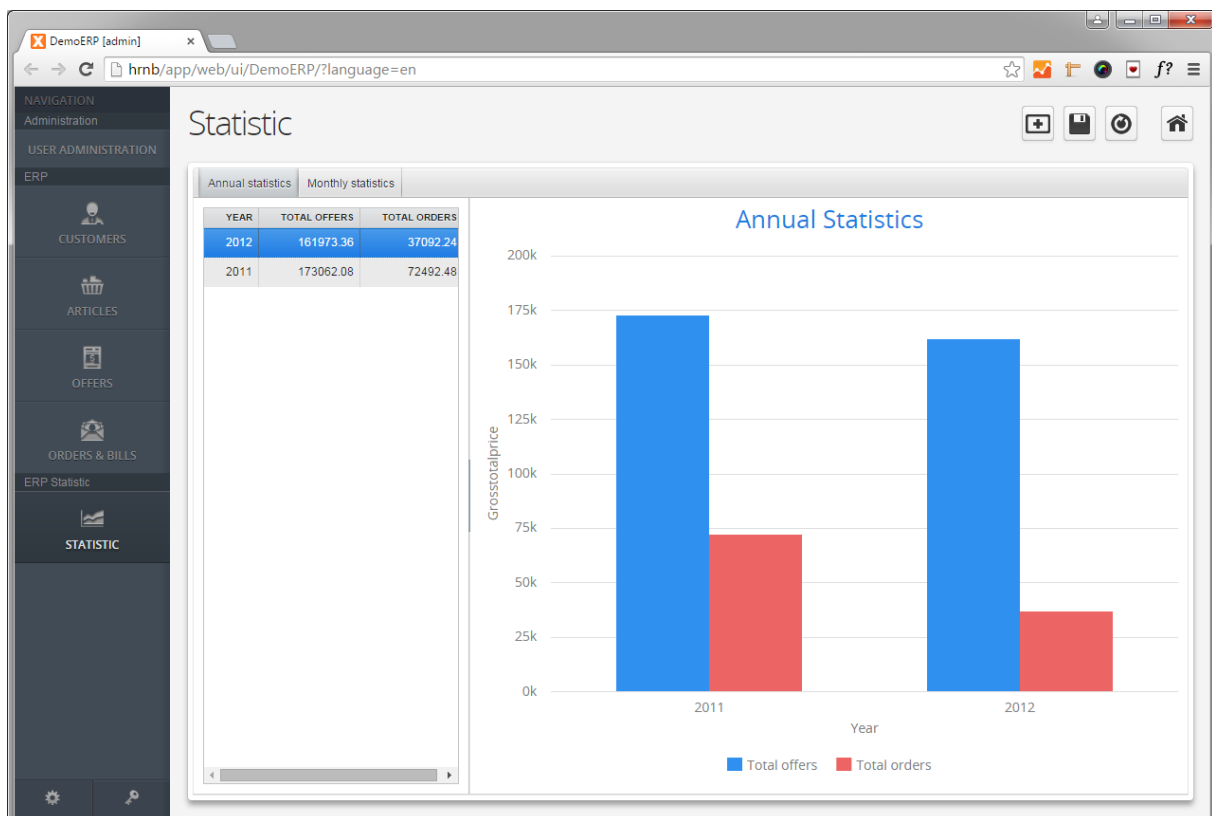 DemoERP [admin]
hrnb/app/web/ui/DemoERP/?language=en
f?
NAVIGATION
Administration
USER ADMINISTRATION
ERP
CUSTOMERS
ARTICLES
OFFERS
ORDERS & BILLS
ERP Statistic
STATISTIC
Statistic
Annual statistics Monthly statistics
YEAR TOTAL OFFERS TOTAL ORDERS
2012 161973.36 37092.24
2011 173062.08 72492.48
Annual Statistics
200k
175k
150k
125k
100k
75k
50k
25k
0k
Grosstotalprice
2011 2012
Year
Total offers Total orders